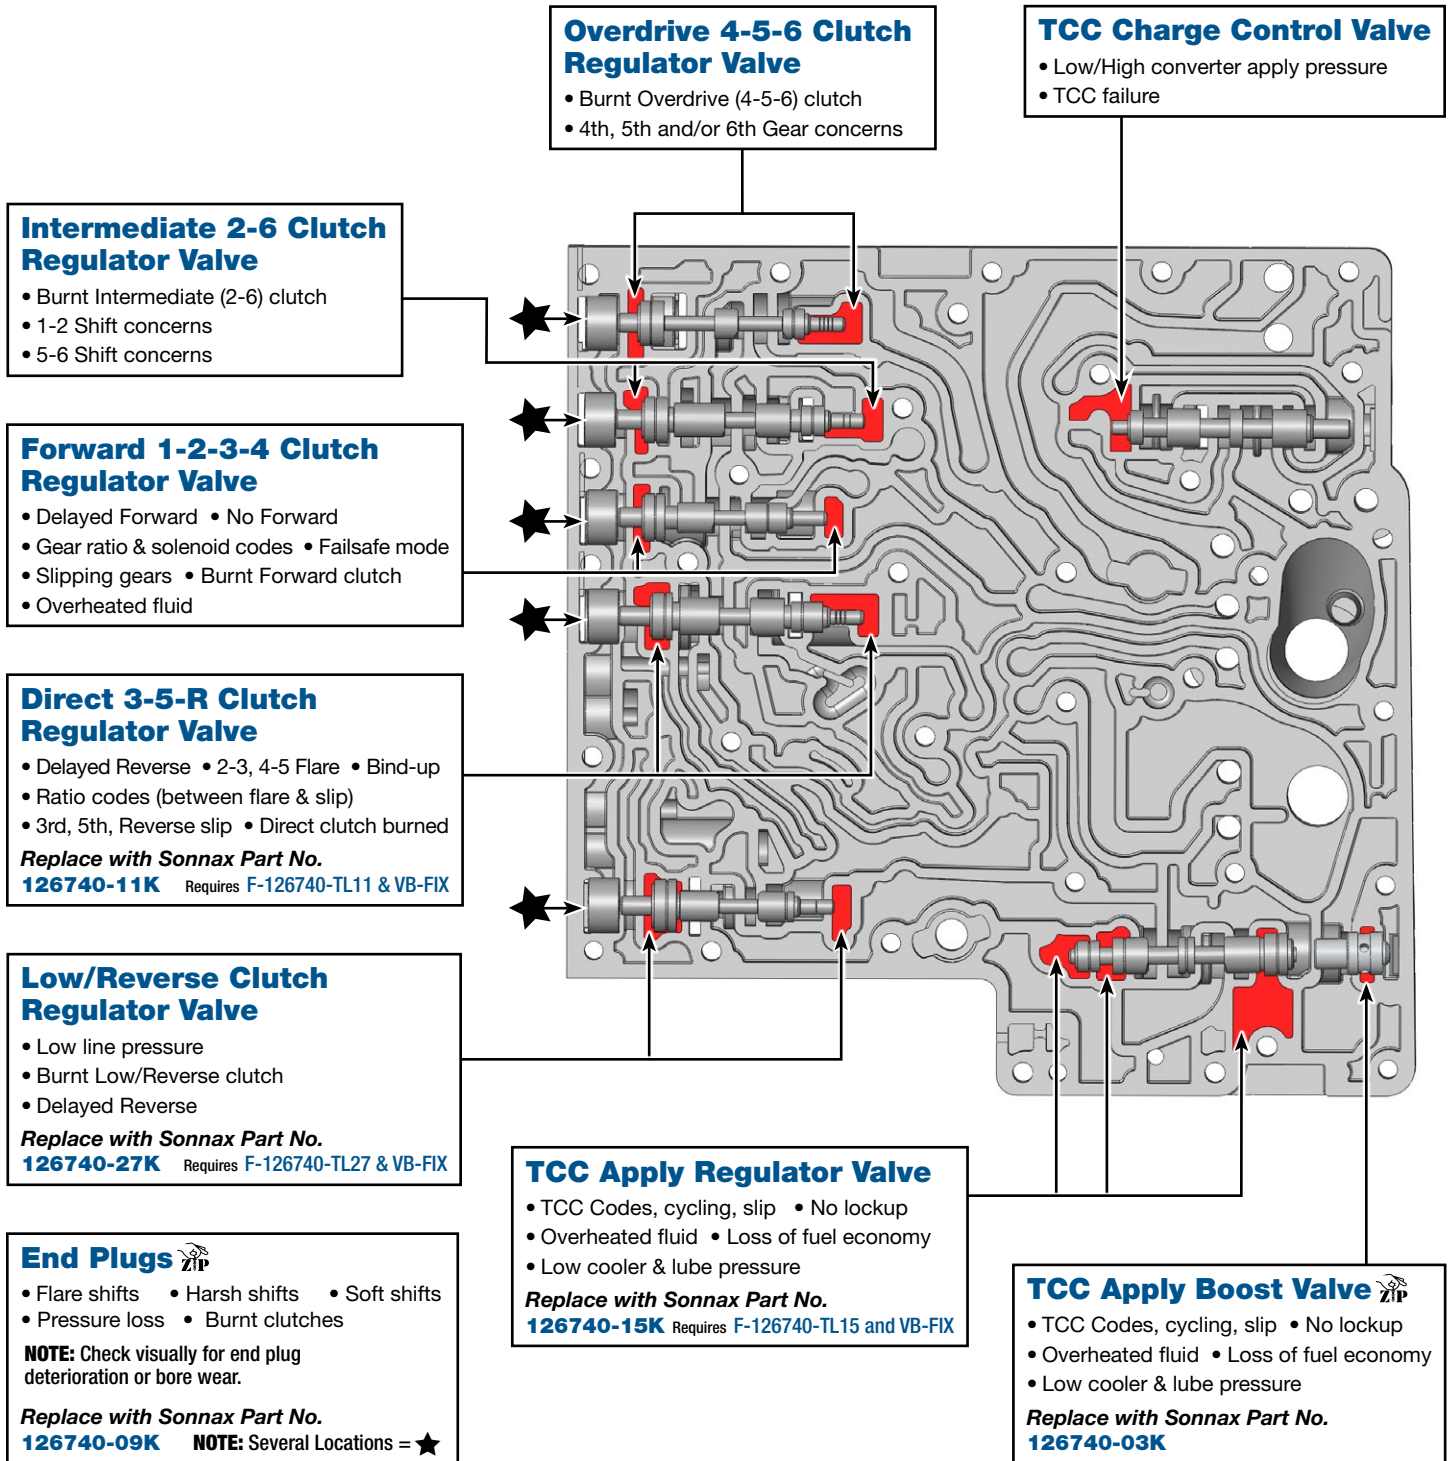 Overdrive 4-5-6 Clutch
Regulator Valve
• Burnt Overdrive (4-5-6) clutch
• 4th, 5th and/or 6th Gear concerns
TCC Charge Control Valve
• Low/High converter apply pressure
• TCC failure
Intermediate 2-6 Clutch
Regulator Valve
• Burnt Intermediate (2-6) clutch
• 1-2 Shift concerns
• 5-6 Shift concerns
Forward 1-2-3-4 Clutch
Regulator Valve
• Delayed Forward • No Forward
• Gear ratio & solenoid codes • Failsafe mode
• Slipping gears • Burnt Forward clutch
• Overheated fluid
Direct 3-5-R Clutch
Regulator Valve
• Delayed Reverse • 2-3, 4-5 Flare • Bind-up
• Ratio codes (between flare & slip)
• 3rd, 5th, Reverse slip • Direct clutch burned
Replace with Sonnax Part No.
126740-11K Requires F-126740-TL11 & VB-FIX
Low/Reverse Clutch
Regulator Valve
• Low line pressure
• Burnt Low/Reverse clutch
• Delayed Reverse
Replace with Sonnax Part No.
126740-27K Requires F-126740-TL27 & VB-FIX
End Plugs ZIP
• Flare shifts • Harsh shifts • Soft shifts
• Pressure loss • Burnt clutches
NOTE: Check visually for end plug
deterioration or bore wear.
Replace with Sonnax Part No.
126740-09K NOTE: Several Locations = ★
TCC Apply Regulator Valve
• TCC Codes, cycling, slip • No lockup
• Overheated fluid • Loss of fuel economy
• Low cooler & lube pressure
Replace with Sonnax Part No.
126740-15K Requires F-126740-TL15 and VB-FIX
TCC Apply Boost Valve ZIP
• TCC Codes, cycling, slip • No lockup
• Overheated fluid • Loss of fuel economy
• Low cooler & lube pressure
Replace with Sonnax Part No.
126740-03K